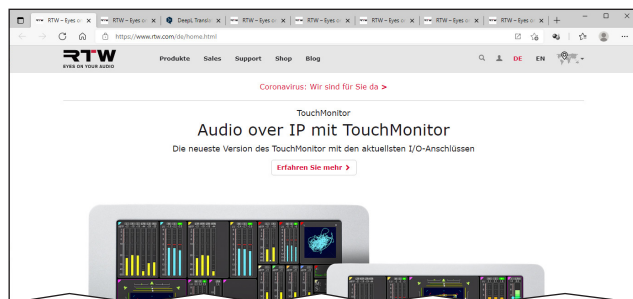 RTW – Eyes o
RTW – Eyes o
DeepL Transla
RTW – Eyes o
RTW – Eyes o
RTW – Eyes o
RTW – Eyes o
RTW – Eyes o
https://www.rtw.com/de/home.html
RTW
EYES ON YOUR AUDIO
Produkte Sales Support Shop Blog
DE EN
Coronavirus: Wir sind für Sie da >
TouchMonitor
Audio over IP mit TouchMonitor
Die neueste Version des TouchMonitor mit den aktuellsten I/O-Anschlüssen
Erfahren Sie mehr >